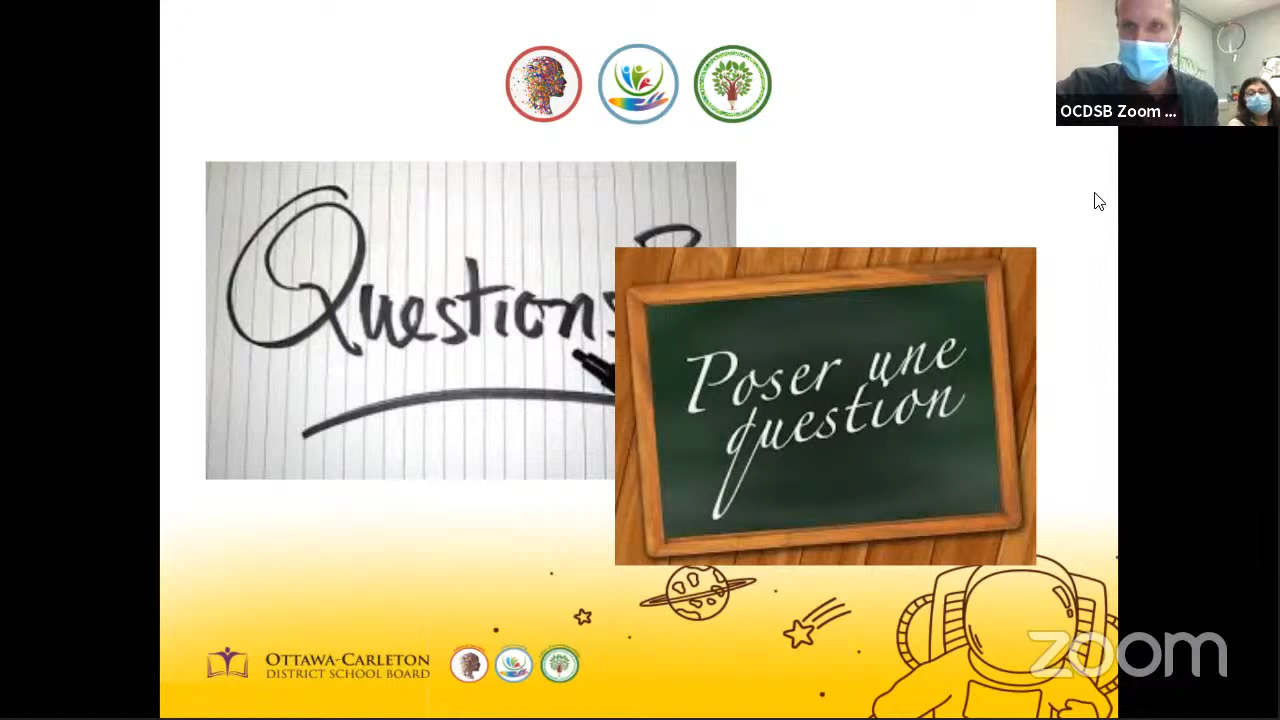 OCDSB Zoom ...
Questions?
Poser une
question
OTTAWA-CARLETON
DISTRICT SCHOOL BOARD
zoom